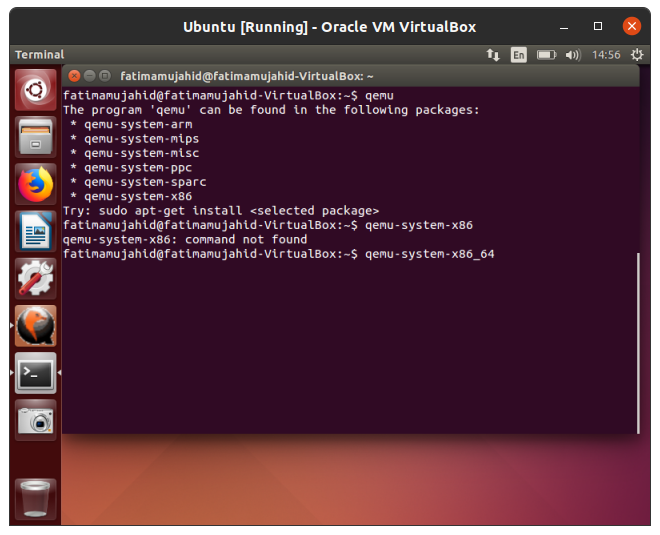 Ubuntu [Running] - Oracle VM VirtualBox
Terminal En 14:56
fatimamujahid@fatimamujahid-VirtualBox: ~
fatimamujahid@fatimamujahid-VirtualBox:~$ qemu
The program 'qemu' can be found in the following packages:
* qemu-system-arm
* qemu-system-mips
* qemu-system-misc
* qemu-system-ppc
* qemu-system-sparc
* qemu-system-x86
Try: sudo apt-get install <selected package>
fatimamujahid@fatimamujahid-VirtualBox:~$ qemu-system-x86
qemu-system-x86: command not found
fatimamujahid@fatimamujahid-VirtualBox:~$ qemu-system-x86_64